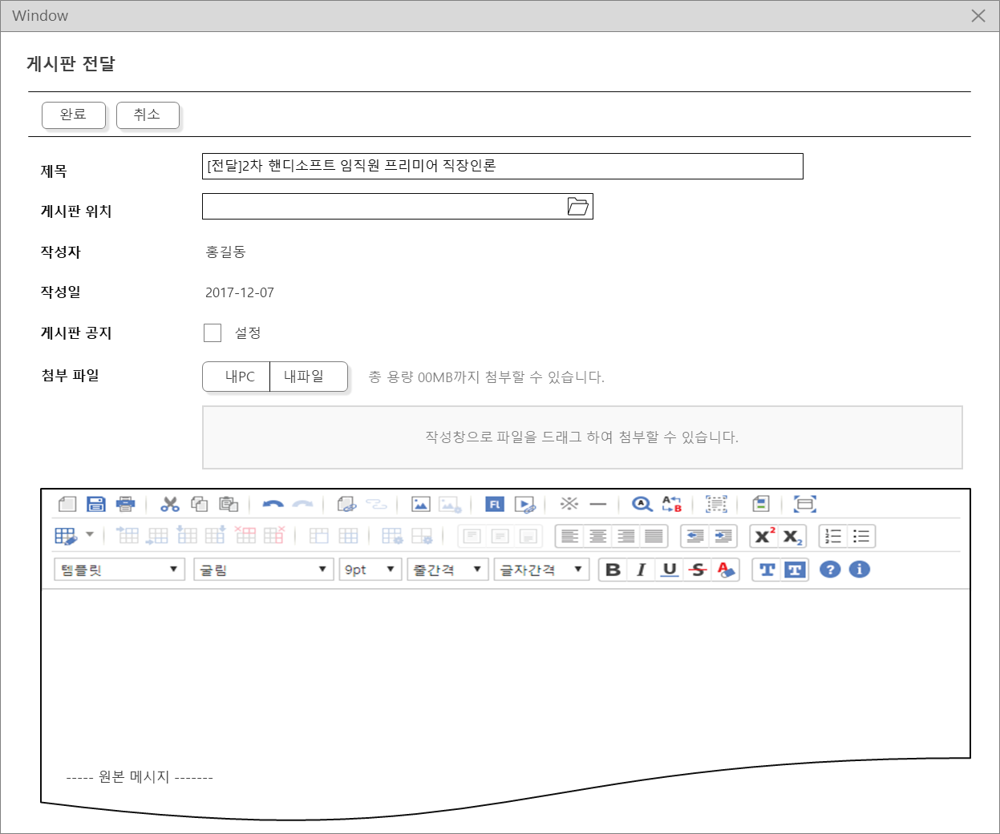 Window
게시판 전달
완료 취소
제목 [전달]2차 핸디소프트 임직원 프리미어 직장인론
게시판 위치
작성자 홍길동
작성일 2017-12-07
게시판 공지 설정
첨부 파일 내PC 내파일 총 용량 00MB까지 첨부할 수 있습니다.
작성창으로 파일을 드래그 하여 첨부할 수 있습니다.
템플릿 굴림 9pt 줄간격 글자간격 B I U S A T T ? i
----- 원본 메시지 -------